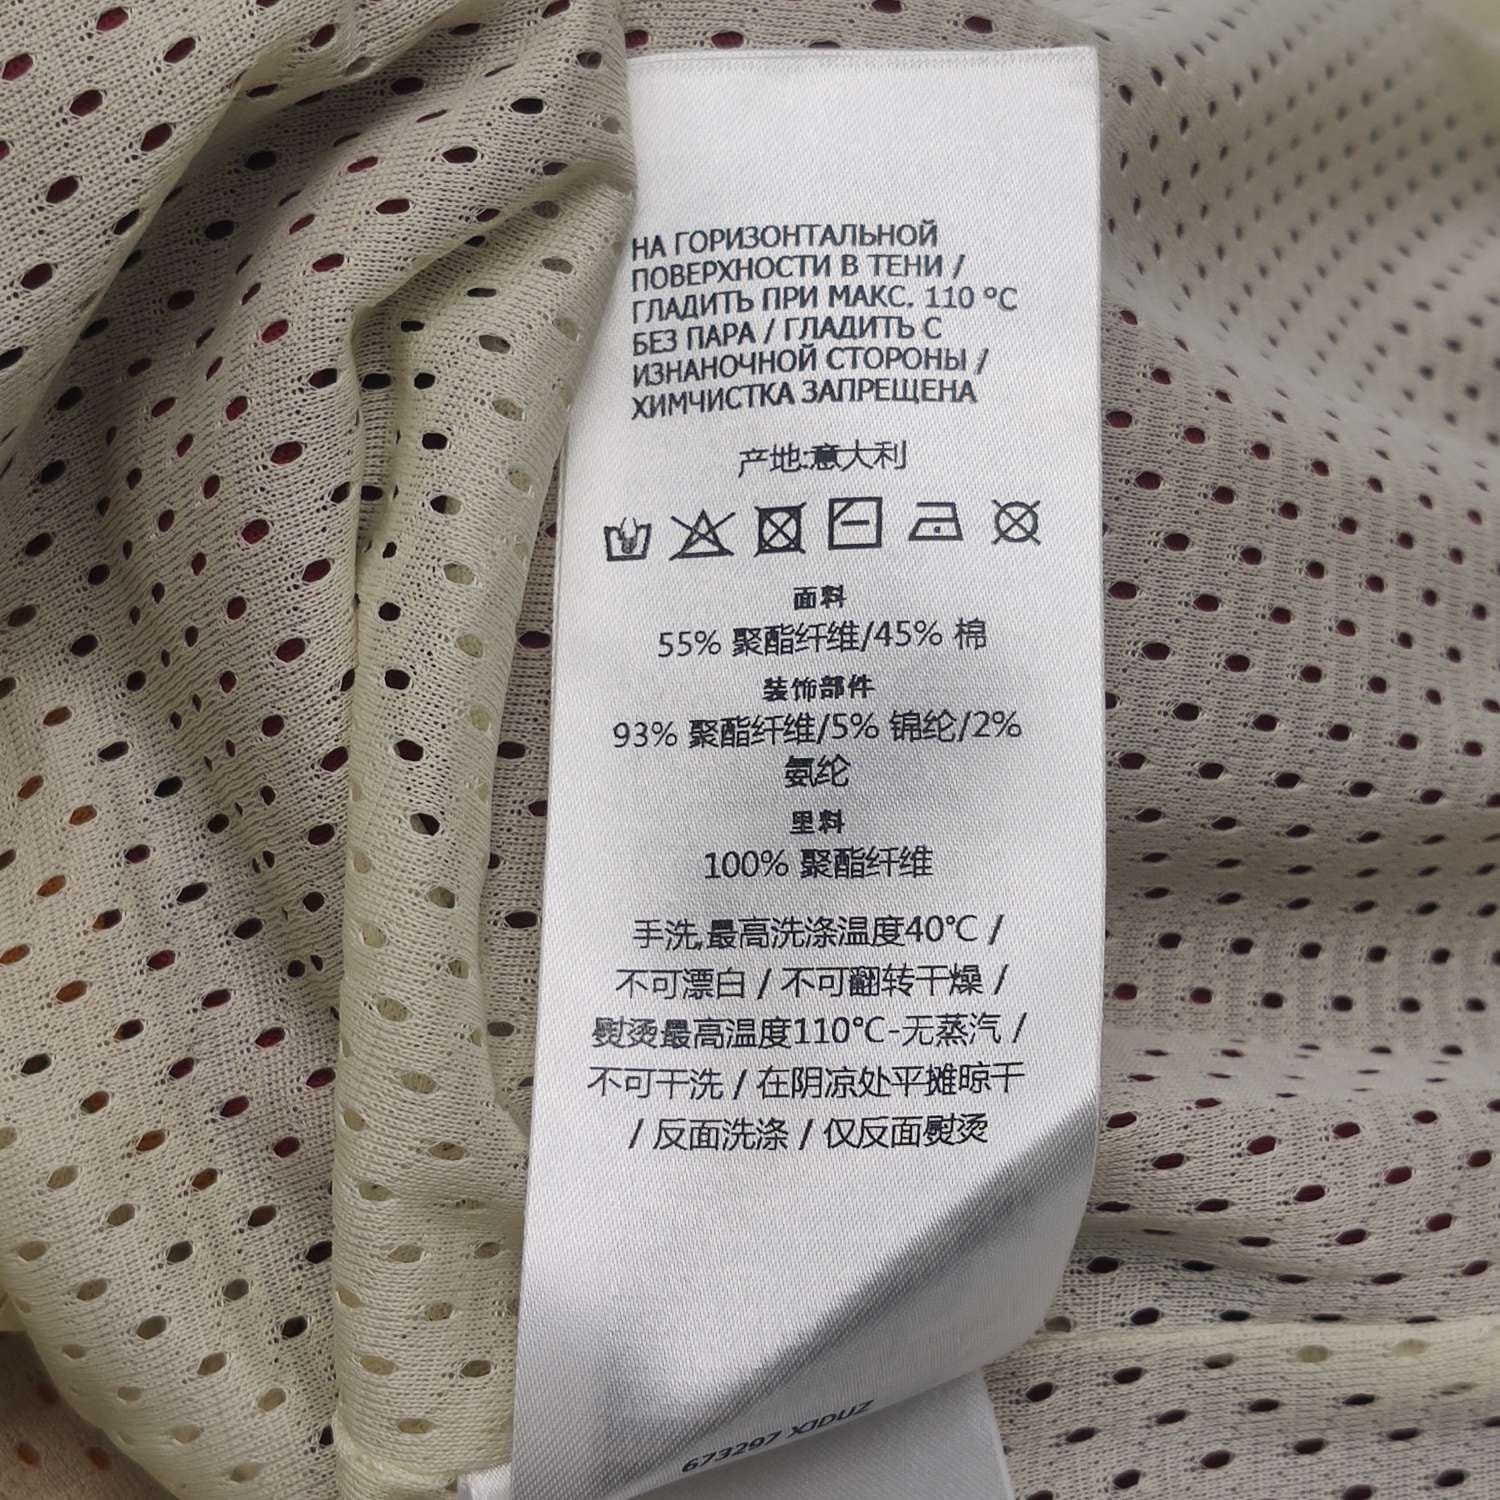 НА ГОРИЗОНТАЛЬНОЙ
ПОВЕРХНОСТИ В ТЕНИ /
ГЛАДИТЬ ПРИ МАКС. 110 °C
БЕЗ ПАРА / ГЛАДИТЬ С
ИЗНАНОЧНОЙ СТОРОНЫ /
ХИМЧИСТКА ЗАПРЕЩЕНА
产地:意大利
面料
55% 聚酯纤维/45% 棉
装饰部件
93% 聚酯纤维/5% 锦纶/2%
氨纶
里料
100% 聚酯纤维
手洗,最高洗涤温度40℃ /
不可漂白 / 不可翻转干燥 /
熨烫最高温度110℃-无蒸汽 /
不可干洗 / 在阴凉处平摊晾干
/ 反面洗涤 / 仅反面熨烫
673297 XJDUZ